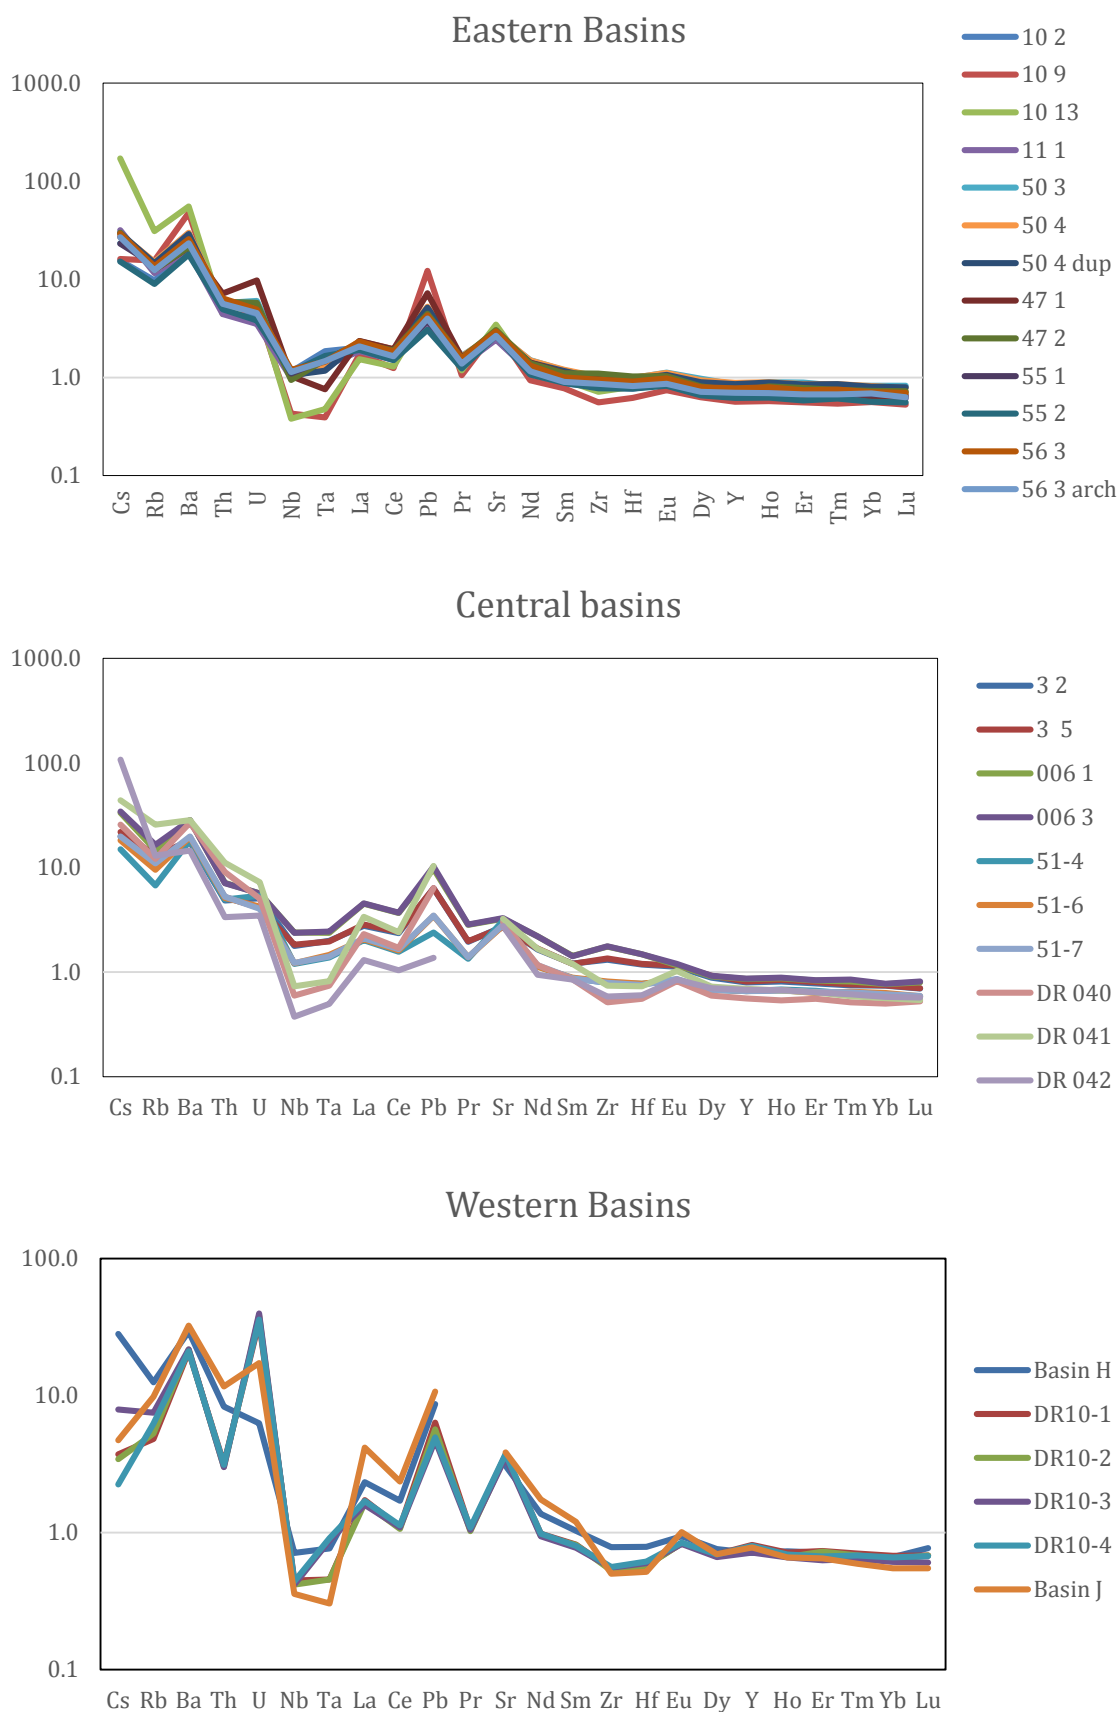 Eastern Basins
1000.0
100.0
10.0
1.0
0.1
Cs Rb Ba Th U Nb Ta La Ce Pb Pr Sr Nd Sm Zr Hf Eu Dy Y Ho Er Tm Yb Lu
10 2
10 9
10 13
11 1
50 3
50 4
50 4 dup
47 1
47 2
55 1
55 2
56 3
56 3 arch
Central basins
1000.0
100.0
10.0
1.0
0.1
Cs Rb Ba Th U Nb Ta La Ce Pb Pr Sr Nd Sm Zr Hf Eu Dy Y Ho Er Tm Yb Lu
3 2
3 5
006 1
006 3
51-4
51-6
51-7
DR 040
DR 041
DR 042
Western Basins
100.0
10.0
1.0
0.1
Cs Rb Ba Th U Nb Ta La Ce Pb Pr Sr Nd Sm Zr Hf Eu Dy Y Ho Er Tm Yb Lu
Basin H
DR10-1
DR10-2
DR10-3
DR10-4
Basin J